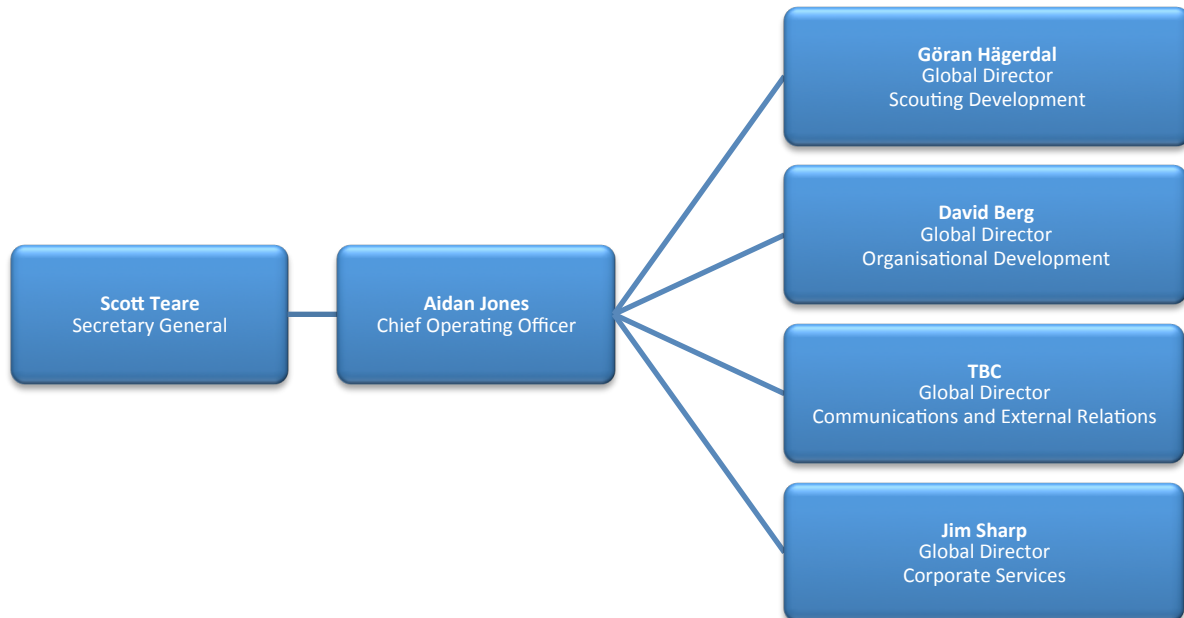 Göran Hägerdal
Global Director
Scouting Development
David Berg
Global Director
Organisational Development
Scott Teare
Secretary General
Aidan Jones
Chief Operating Officer
TBC
Global Director
Communications and External Relations
Jim Sharp
Global Director
Corporate Services